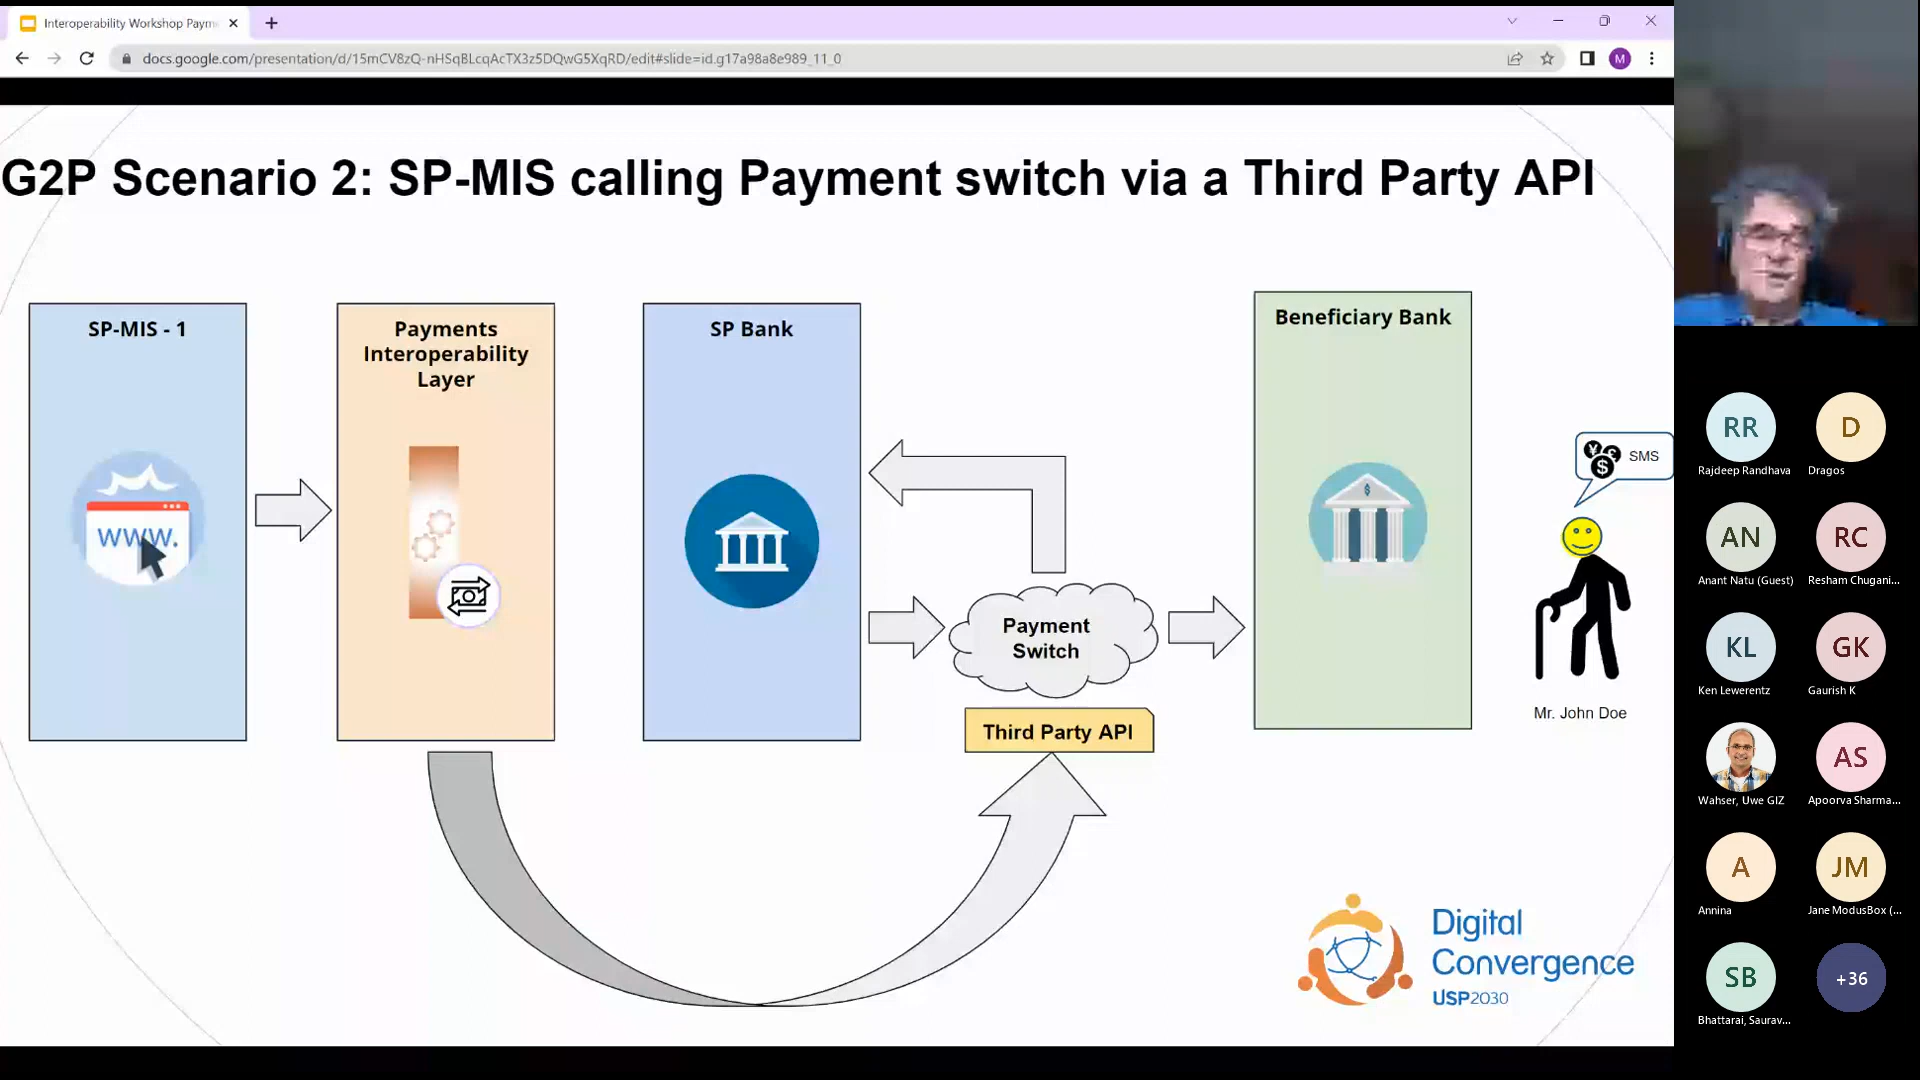 Interoperability Workshop Paym
docs.google.com/presentation/d/15mCV8zQ-nHSqBLcqAcTX3z5DQwG5XqRD/edit#slide=id.g17a98a8e989_11_0
M
G2P Scenario 2: SP-MIS calling Payment switch via a Third Party API
SP-MIS - 1
www.
Payments
Interoperability
Layer
SP Bank
Payment
Switch
Third Party API
Beneficiary Bank
SMS
Mr. John Doe
Digital
Convergence
USP2030
RR
Rajdeep Randhava
D
Dragos
AN
Anant Natu (Guest)
RC
Resham Chugani...
KL
Ken Lewerentz
GK
Gaurish K
Wahser, Uwe GIZ
AS
Apoorva Sharma...
A
Annina
JM
Jane ModusBox (...
SB
Bhattarai, Saurav...
+36